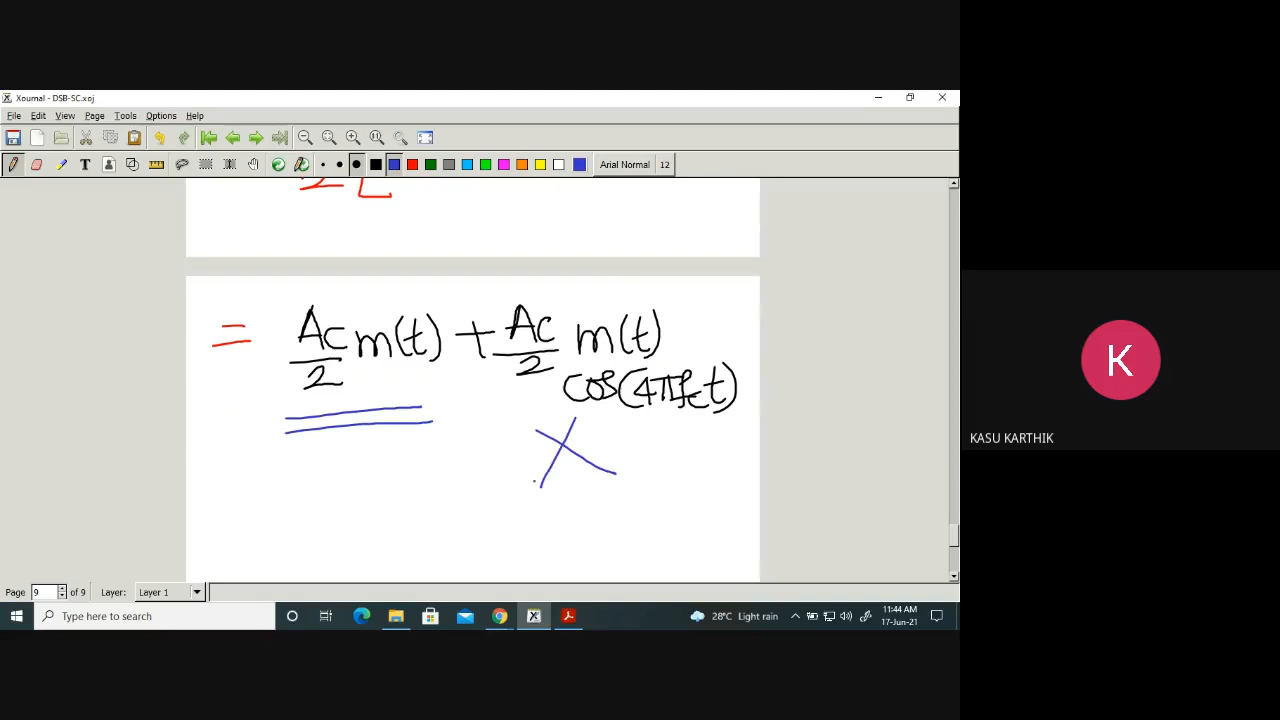 Xournal - DSB-SC.xoj
File Edit View Page Tools Options Help
Arial Normal 12
2 [
= Ac/2 m(t) + Ac/2 m(t)
cos(4πfct)
K
KASU KARTHIK
Page 9 of 9 Layer: Layer 1
Type here to search
28°C Light rain
11:44 AM
17-Jun-21